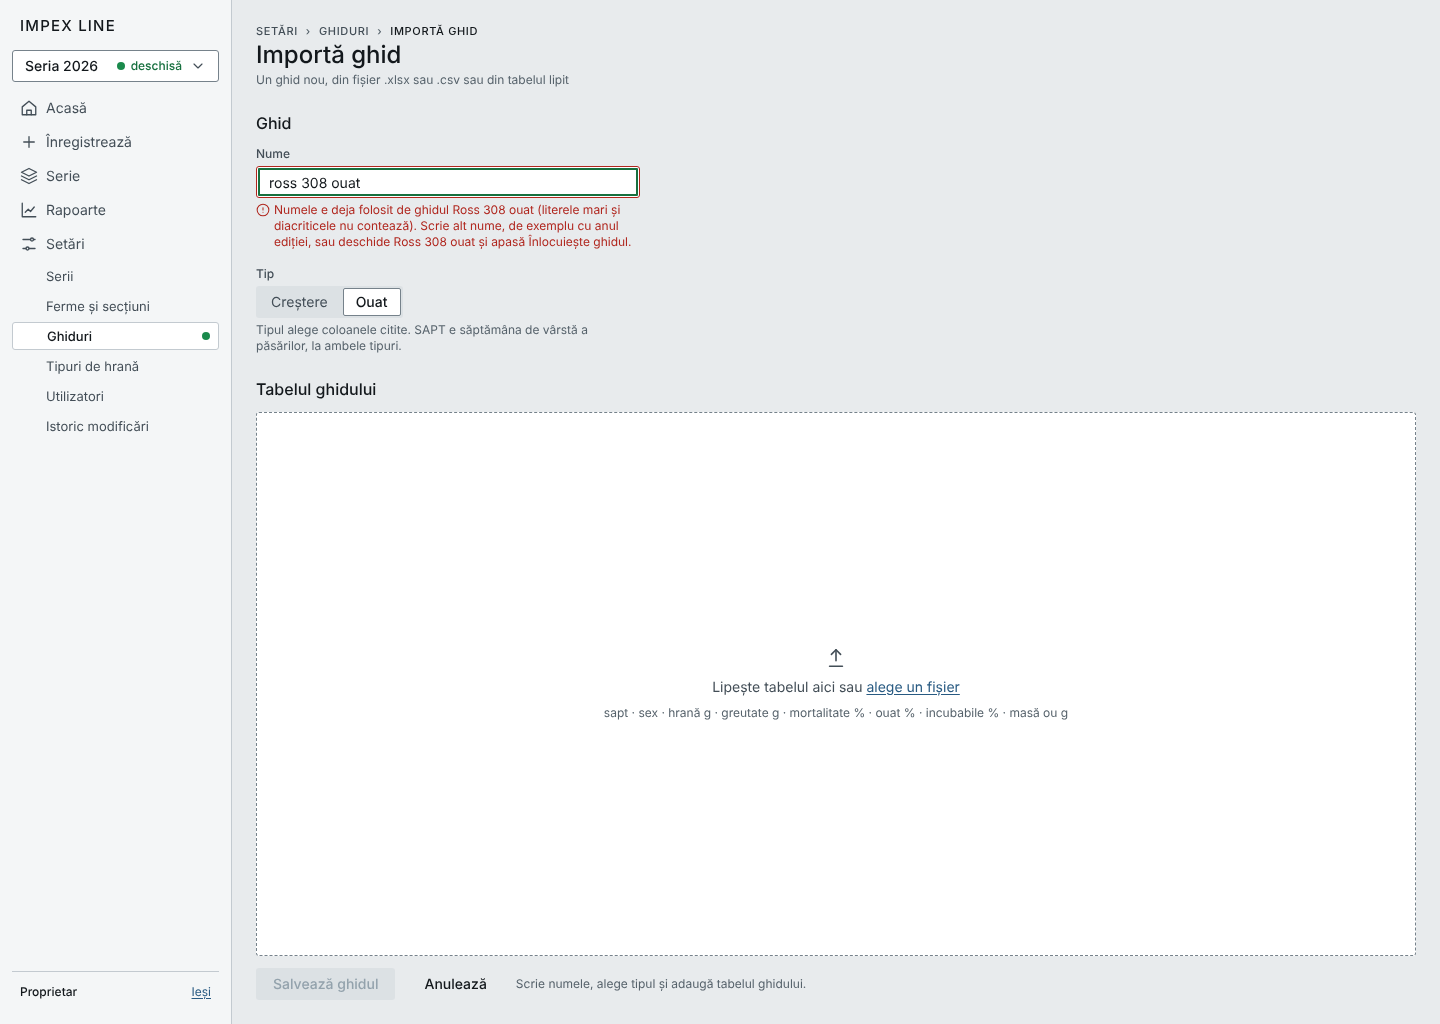 IMPEX LINE
Seria 2026 deschisă
Acasă
Înregistrează
Serie
Rapoarte
Setări
Serii
Ferme și secțiuni
Ghiduri
Tipuri de hrană
Utilizatori
Istoric modificări
Proprietar Ieși
SETĂRI › GHIDURI › IMPORTĂ GHID
Importă ghid
Un ghid nou, din fișier .xlsx sau .csv sau din tabelul lipit
Ghid
Nume
ross 308 ouat
Numele e deja folosit de ghidul Ross 308 ouat (literele mari și
diacriticele nu contează). Scrie alt nume, de exemplu cu anul
ediției, sau deschide Ross 308 ouat și apasă Înlocuiește ghidul.
Tip
Creștere Ouat
Tipul alege coloanele citite. SAPT e săptămâna de vârstă a
păsărilor, la ambele tipuri.
Tabelul ghidului
Lipește tabelul aici sau alege un fișier
sapt · sex · hrană g · greutate g · mortalitate % · ouat % · incubabile % · masă ou g
Salvează ghidul Anulează Scrie numele, alege tipul și adaugă tabelul ghidului.